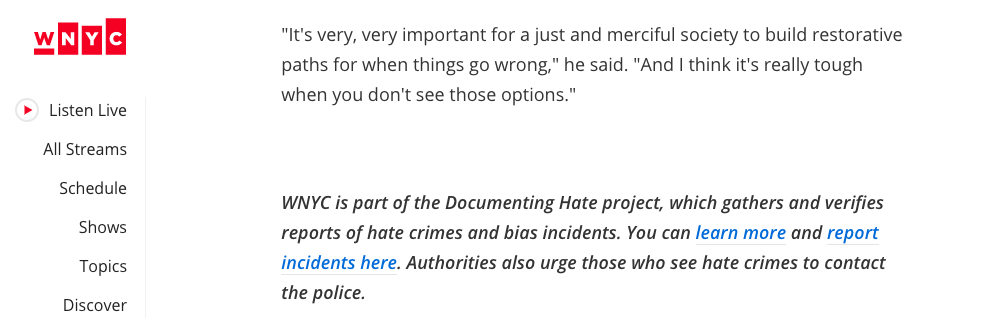 WNYC
Listen Live
All Streams
Schedule
Shows
Topics
Discover
"It's very, very important for a just and merciful society to build restorative
paths for when things go wrong," he said. "And I think it's really tough
when you don't see those options."
WNYC is part of the Documenting Hate project, which gathers and verifies
reports of hate crimes and bias incidents. You can learn more and report
incidents here. Authorities also urge those who see hate crimes to contact
the police.